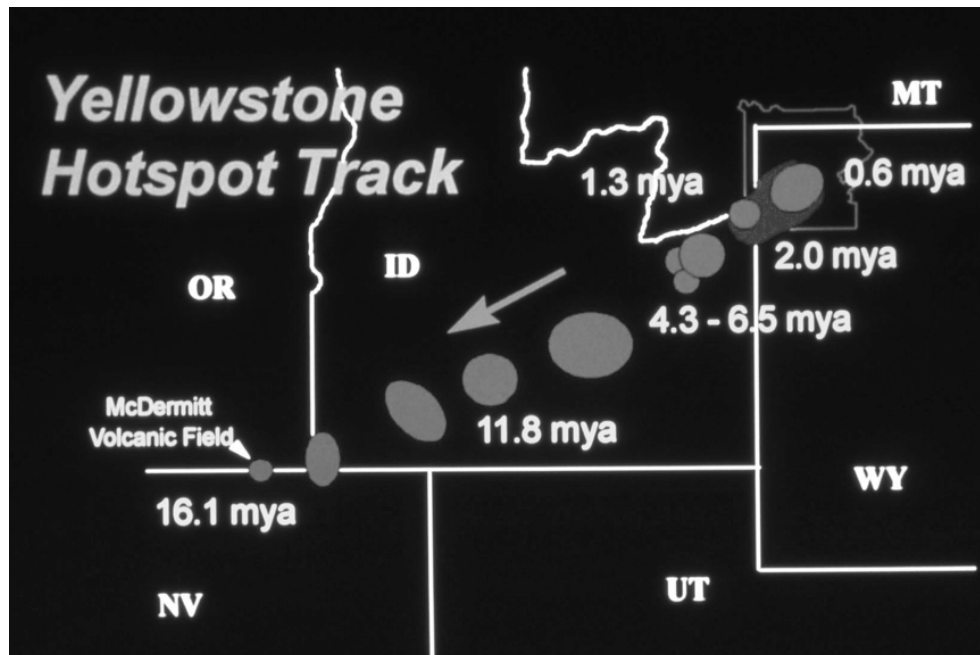 Yellowstone
Hotspot Track
MT
1.3 mya
0.6 mya
2.0 mya
ID
OR
4.3 - 6.5 mya
McDermitt
Volcanic Field
11.8 mya
16.1 mya
WY
UT
NV